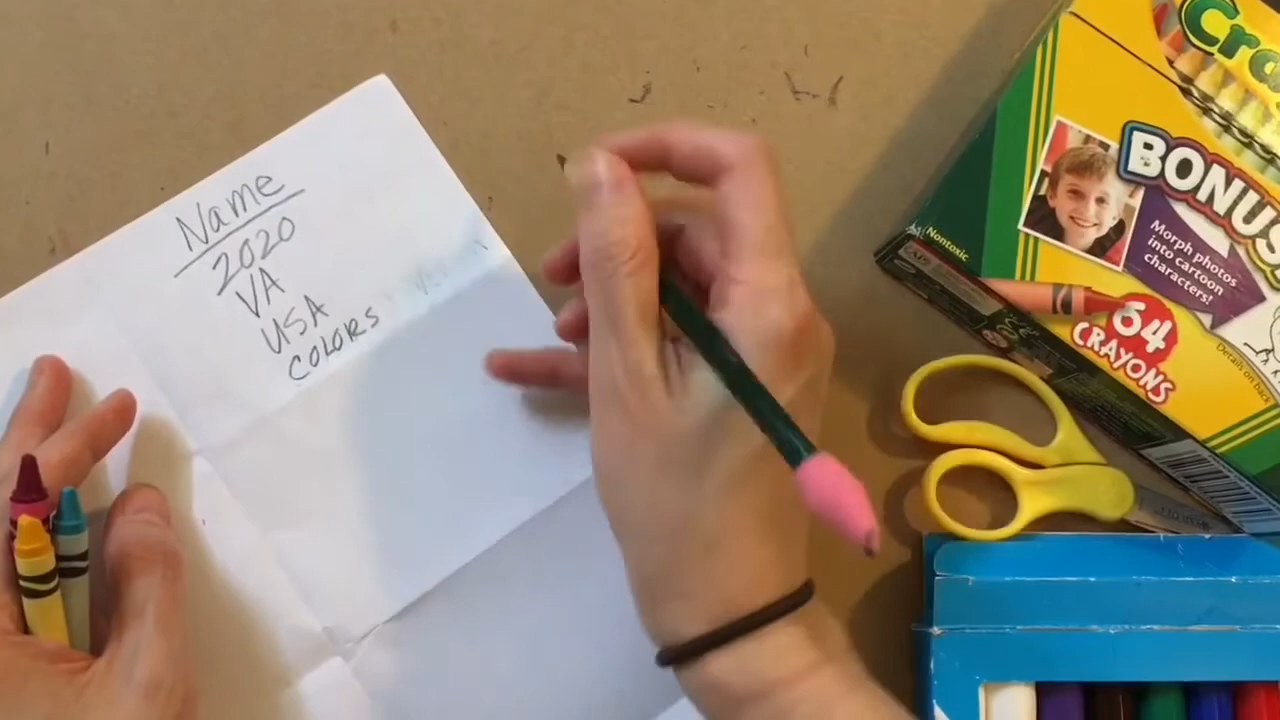 Name
2020
VA
USA
COLORS
Cra
BONUS
Morph photos
into cartoon
characters!
Nontoxic
64
CRAYONS
Details on back